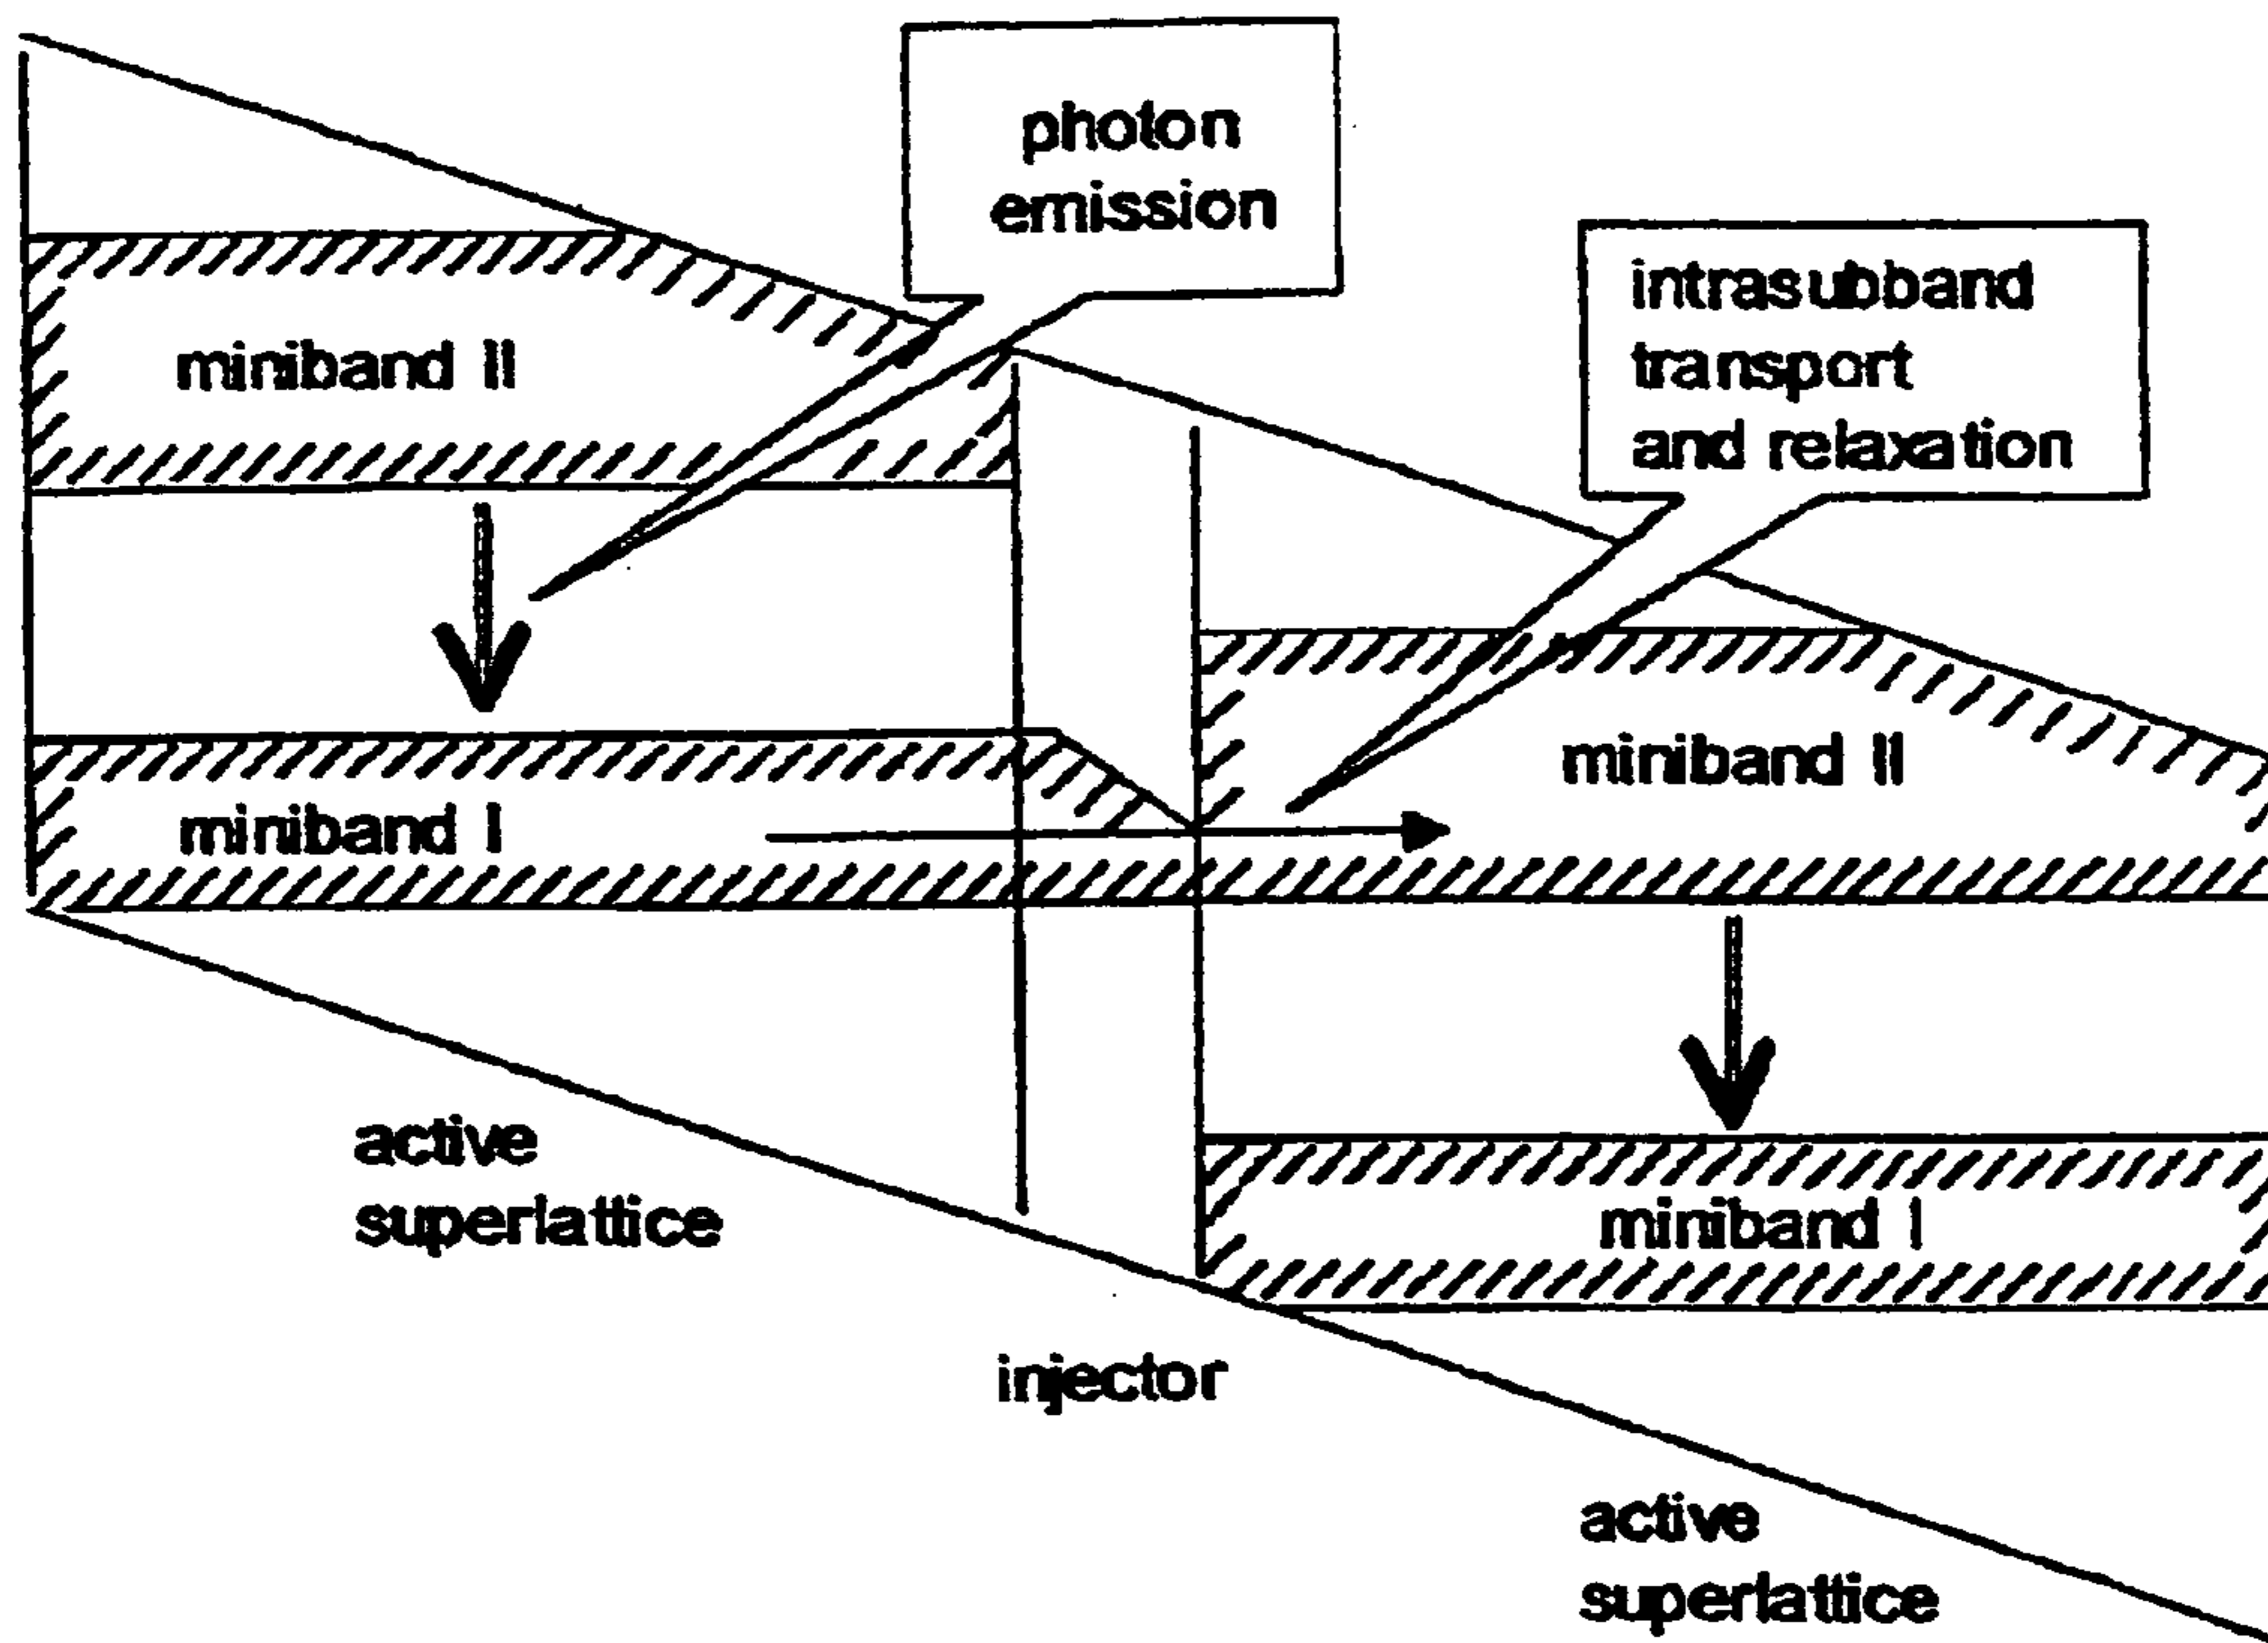 photon
emission
intrasubband
transport
and relaxation
miniband II
miniband II
miniband I
active
superlattice
miniband I
injector
active
superlattice